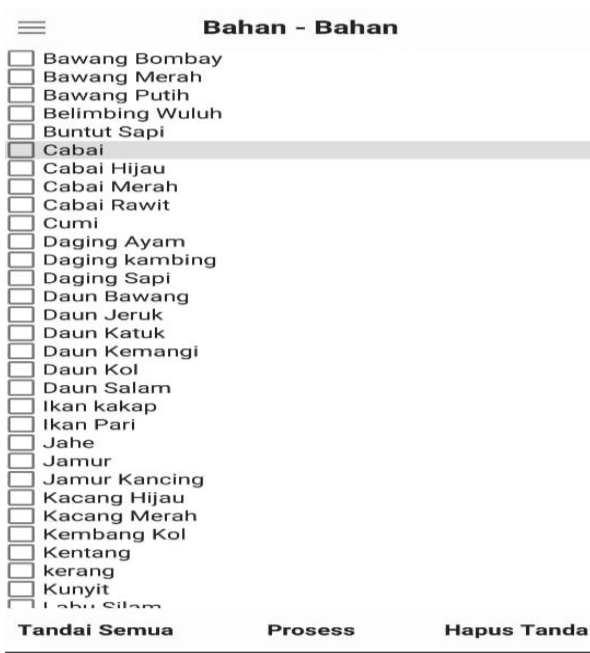 Bahan - Bahan
Bawang Bombay
Bawang Merah
Bawang Putih
Belimbing Wuluh
Buntut Sapi
Cabai
Cabai Hijau
Cabai Merah
Cabai Rawit
Cumi
Daging Ayam
Daging kambing
Daging Sapi
Daun Bawang
Daun Jeruk
Daun Katuk
Daun Kemangi
Daun Kol
Daun Salam
Ikan kakap
Ikan Pari
Jahe
Jamur
Jamur Kancing
Kacang Hijau
Kacang Merah
Kembang Kol
Kentang
kerang
Kunyit
Labu Silam
Tandai Semua Prosess Hapus Tanda